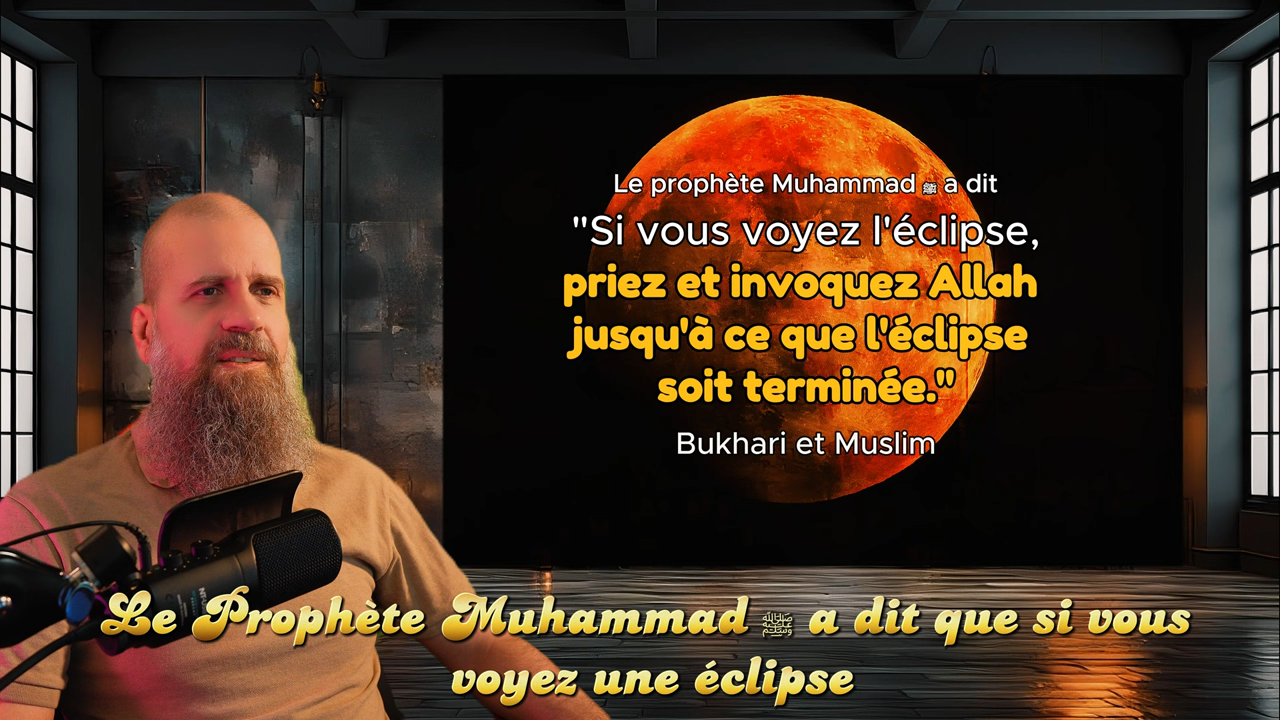 Le prophète Muhammad ﷺ a dit
"Si vous voyez l'éclipse,
priez et invoquez Allah
jusqu'à ce que l'éclipse
soit terminée."
Bukhari et Muslim
Le Prophète Muhammad ﷺ a dit que si vous
voyez une éclipse